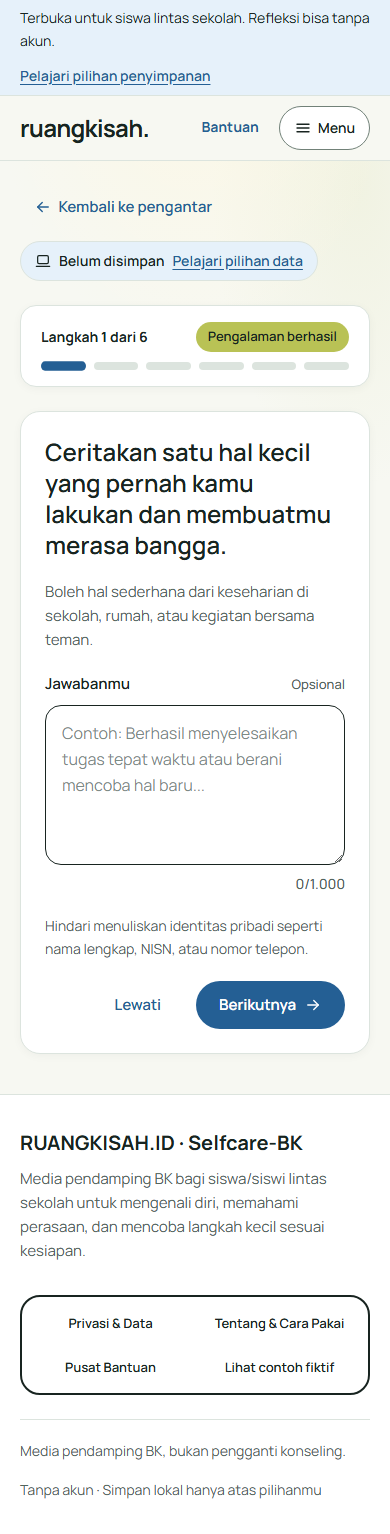 Terbuka untuk siswa lintas sekolah. Refleksi bisa tanpa
akun.
Pelajari pilihan penyimpanan
ruangkisah.
Bantuan
Menu
Kembali ke pengantar
Belum disimpan Pelajari pilihan data
Langkah 1 dari 6
Pengalaman berhasil
Ceritakan satu hal kecil
yang pernah kamu
lakukan dan membuatmu
merasa bangga.
Boleh hal sederhana dari keseharian di
sekolah, rumah, atau kegiatan bersama
teman.
Jawabanmu
Opsional
Contoh: Berhasil menyelesaikan
tugas tepat waktu atau berani
mencoba hal baru...
0/1.000
Hindari menuliskan identitas pribadi seperti
nama lengkap, NISN, atau nomor telepon.
Lewati
Berikutnya
RUANGKISAH.ID · Selfcare-BK
Media pendamping BK bagi siswa/siswi lintas
sekolah untuk mengenali diri, memahami
perasaan, dan mencoba langkah kecil sesuai
kesiapan.
Privasi & Data
Tentang & Cara Pakai
Pusat Bantuan
Lihat contoh fiktif
Media pendamping BK, bukan pengganti konseling.
Tanpa akun · Simpan lokal hanya atas pilihanmu